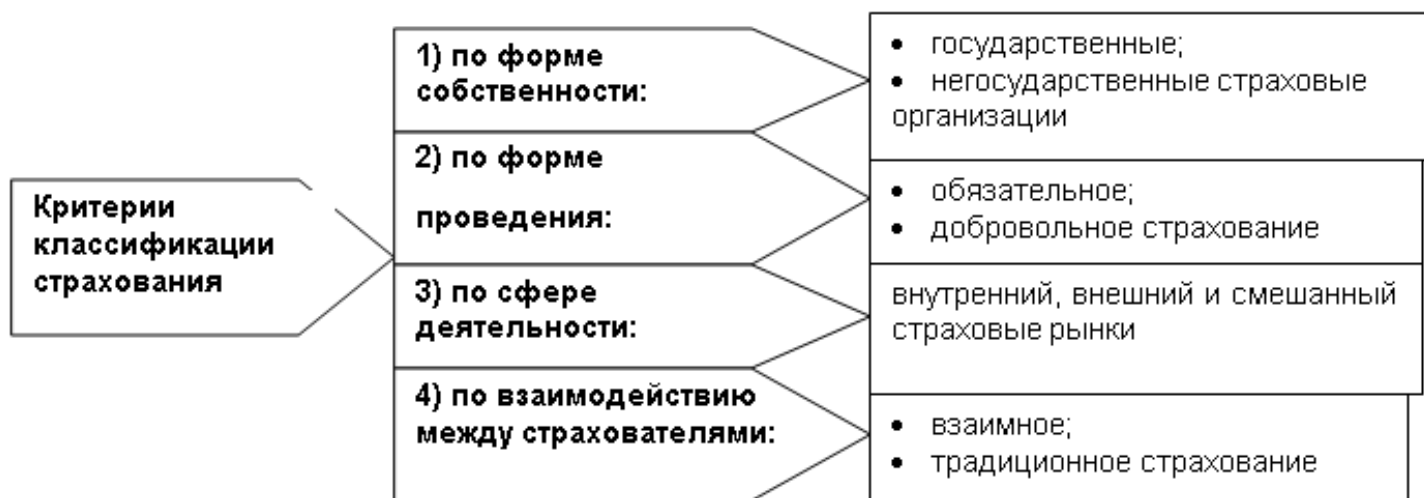 Критерии
классификации
страхования
1) по форме
собственности:
• государственные;
• негосударственные страховые
организации
2) по форме
проведения:
• обязательное;
• добровольное страхование
3) по сфере
деятельности:
внутренний, внешний и смешанный
страховые рынки
4) по взаимодействию
между страхователями:
• взаимное;
• традиционное страхование